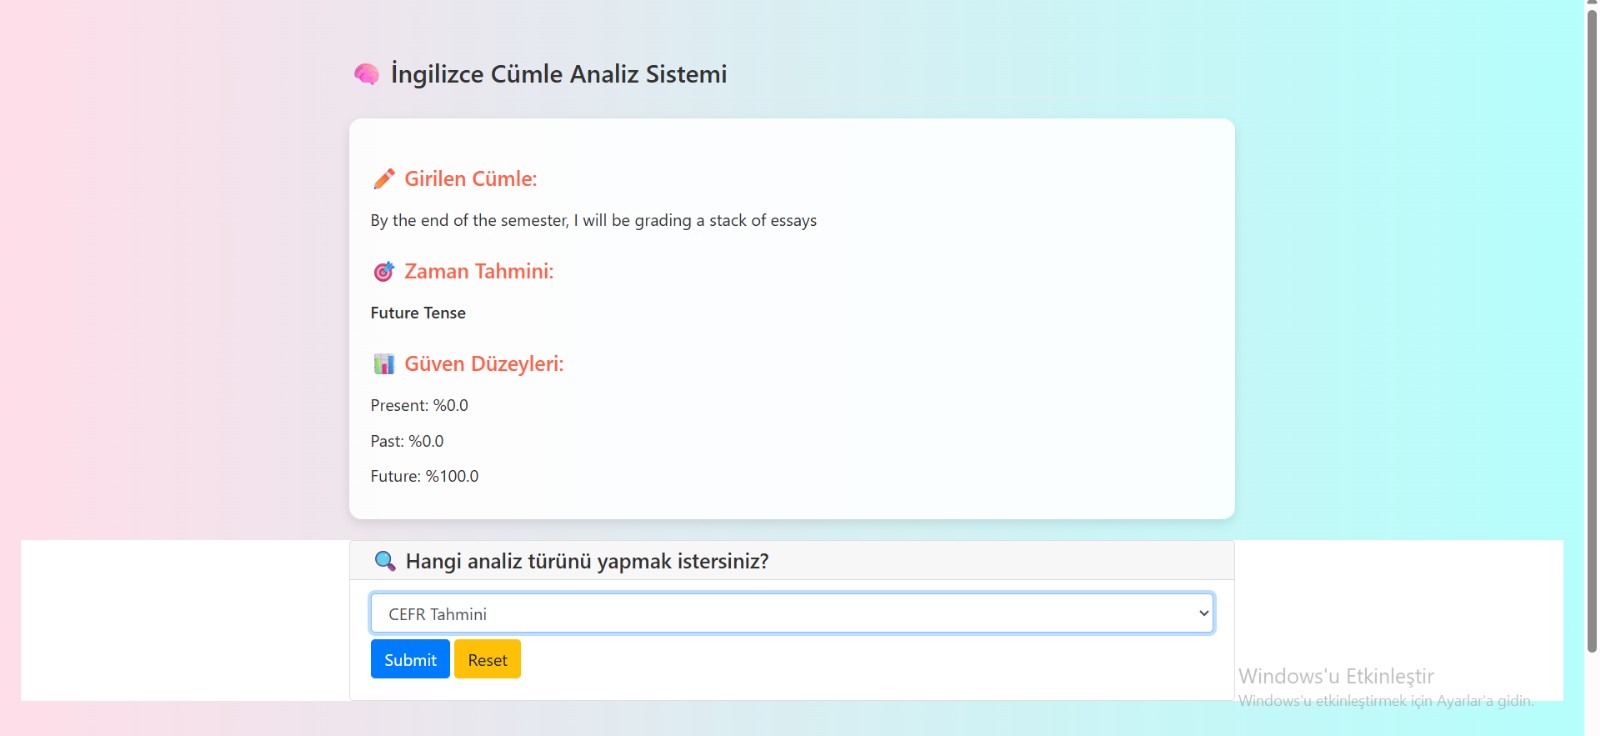 İngilizce Cümle Analiz Sistemi
Girilen Cümle:
By the end of the semester, I will be grading a stack of essays
Zaman Tahmini:
Future Tense
Güven Düzeyleri:
Present: %0.0
Past: %0.0
Future: %100.0
Hangi analiz türünü yapmak istersiniz?
CEFR Tahmini
Submit Reset
Windows'u Etkinleştir
Windows'u etkinleştirmek için Ayarlar'a gidin.